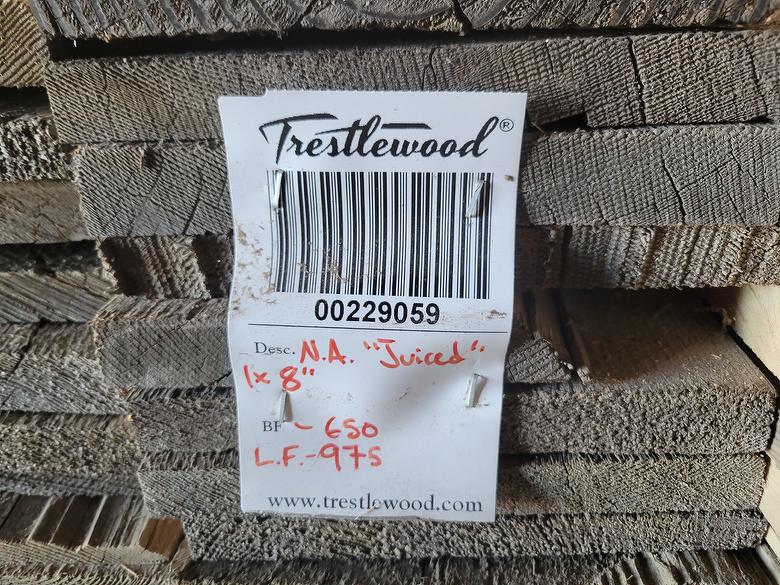 Trestlewood®
00229059
Desc. N.A. "Juiced"
1x 8"
BF - 650
L.F.-975
www.trestlewood.com